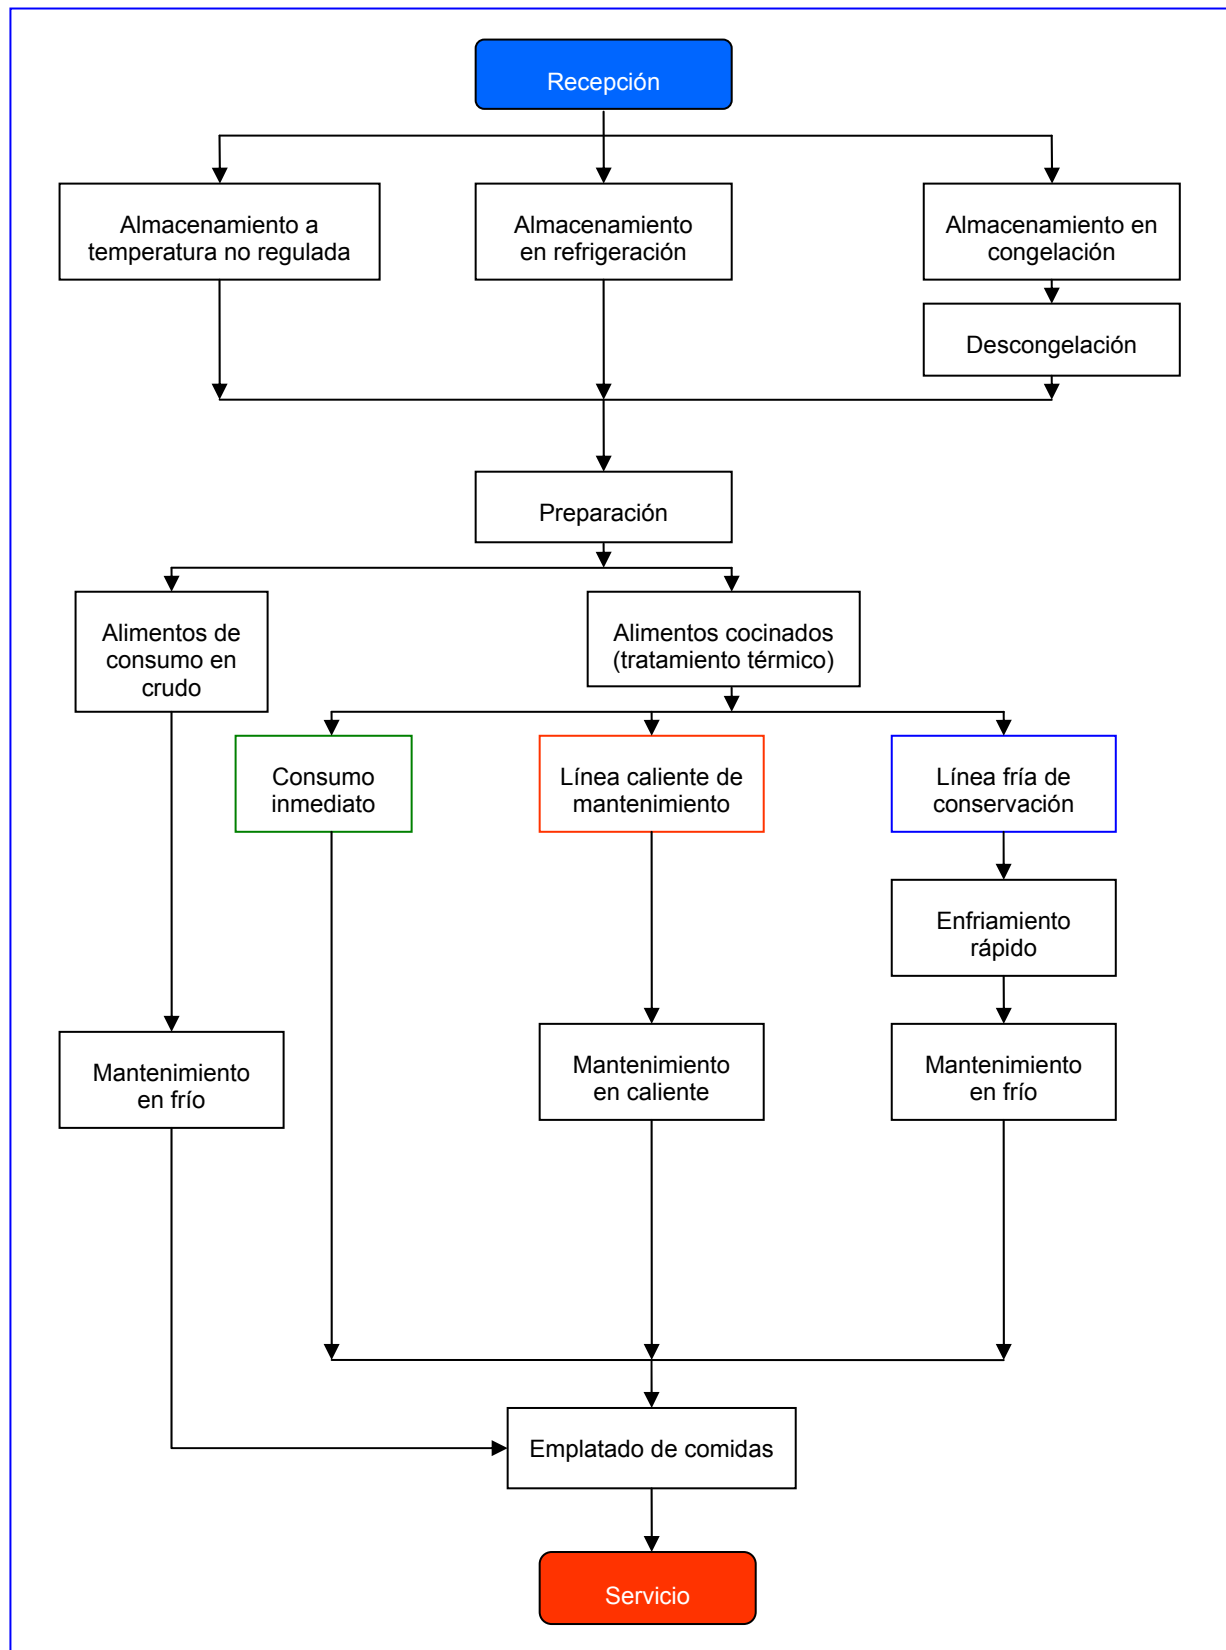 Recepción
Almacenamiento a
temperatura no regulada
Almacenamiento
en refrigeración
Almacenamiento en
congelación
Descongelación
Preparación
Alimentos de
consumo en
crudo
Alimentos cocinados
(tratamiento térmico)
Consumo
inmediato
Línea caliente de
mantenimiento
Línea fría de
conservación
Enfriamiento
rápido
Mantenimiento
en frío
Mantenimiento
en caliente
Mantenimiento
en frío
Emplatado de comidas
Servicio